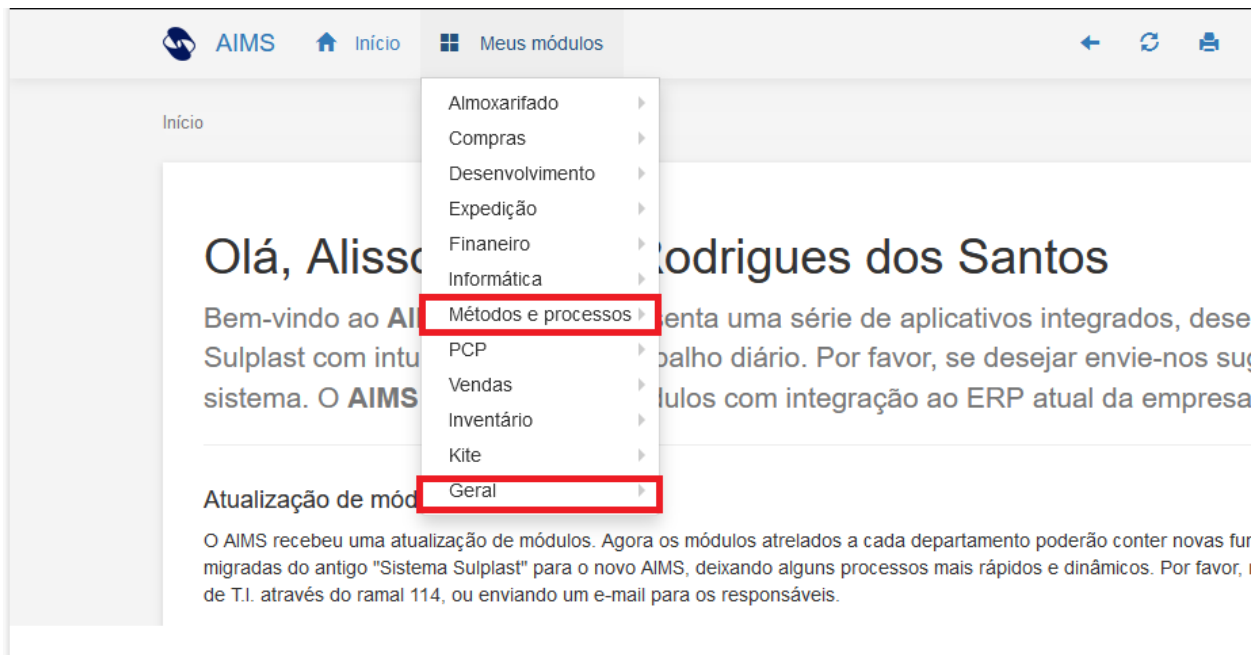 AIMS Início Meus módulos
Início
Almoxarifado
Compras
Desenvolvimento
Expedição
Finaneiro
Informática
Métodos e processos
PCP
Vendas
Inventário
Kite
Geral
Olá, Alisso odrigues dos Santos
Bem-vindo ao AI senta uma série de aplicativos integrados, dese
Sulplast com intu balho diário. Por favor, se desejar envie-nos sug
sistema. O AIMS dulos com integração ao ERP atual da empresa
Atualização de mód
O AIMS recebeu uma atualização de módulos. Agora os módulos atrelados a cada departamento poderão conter novas fun
migradas do antigo "Sistema Sulplast" para o novo AIMS, deixando alguns processos mais rápidos e dinâmicos. Por favor,
de T.I. através do ramal 114, ou enviando um e-mail para os responsáveis.